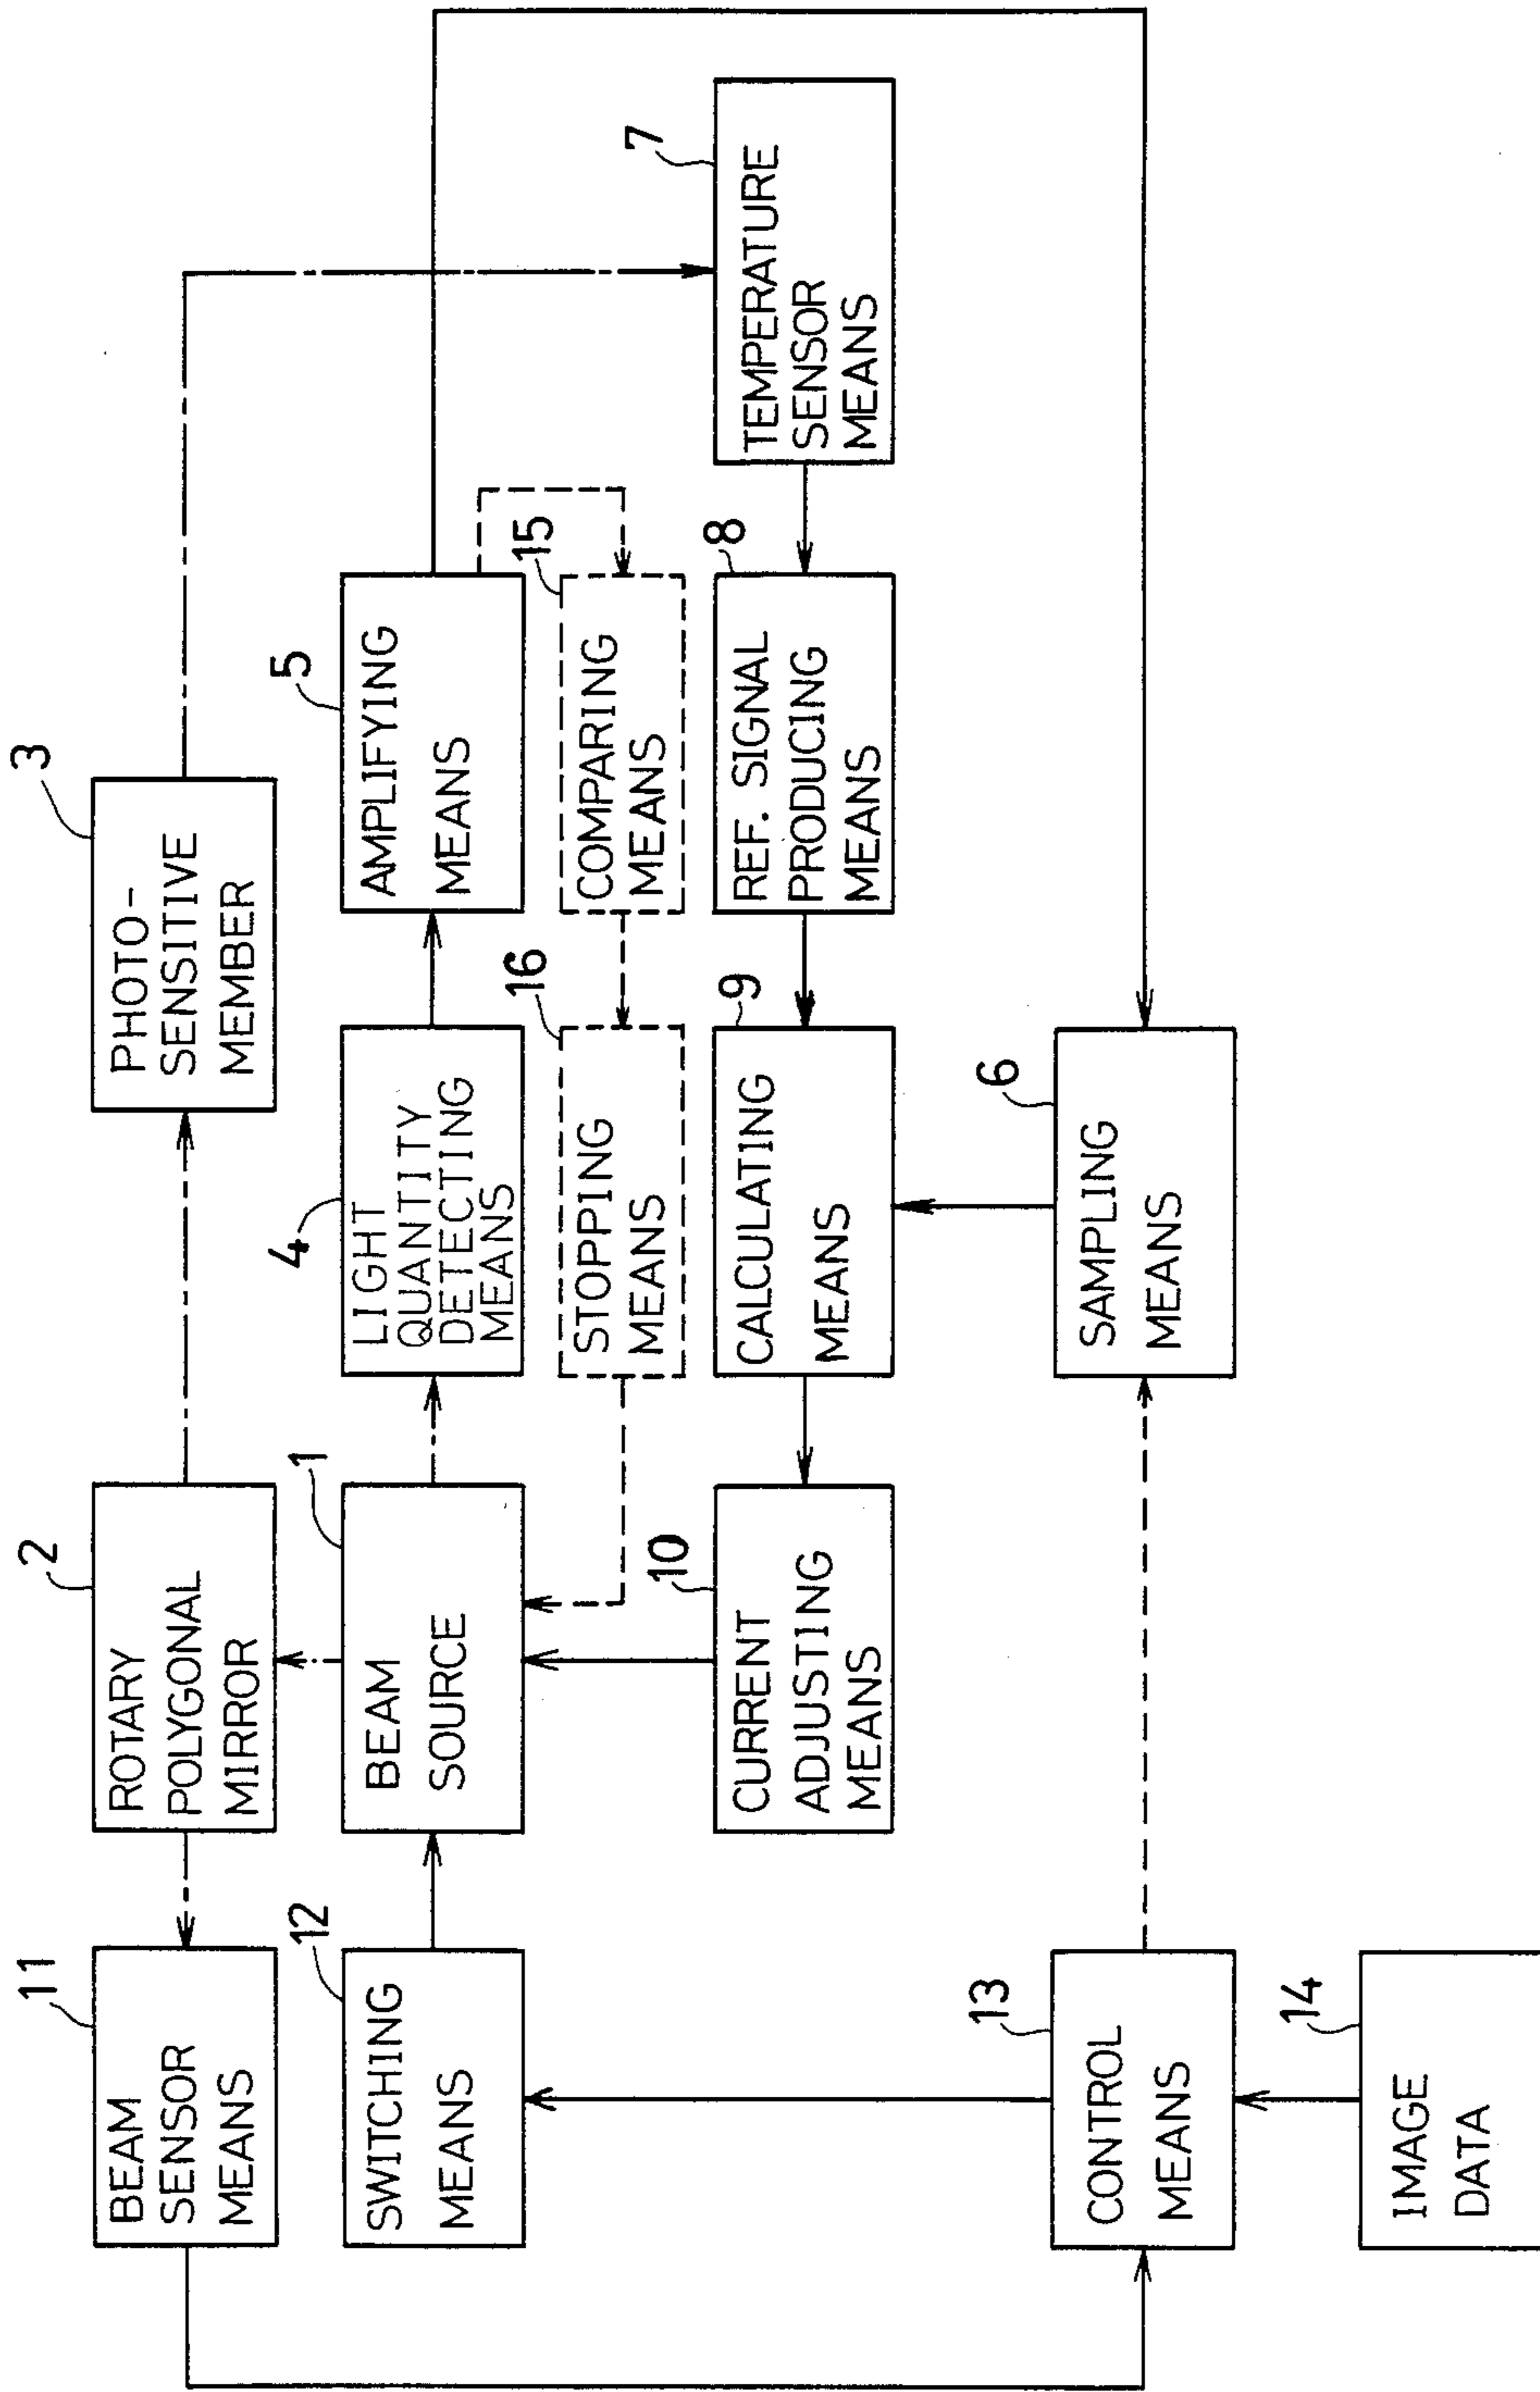 11
BEAM
SENSOR
MEANS
2
ROTARY
POLYGONAL
MIRROR
3
PHOTO-
SENSITIVE
MEMBER
12
SWITCHING
MEANS
1
BEAM
SOURCE
4
LIGHT
QUANTITY
DETECTING
MEANS
5
AMPLIFYING
MEANS
16
STOPPING
MEANS
15
COMPARING
MEANS
10
CURRENT
ADJUSTING
MEANS
9
CALCULATING
MEANS
8
REF. SIGNAL
PRODUCING
MEANS
7
TEMPERATURE
SENSOR
MEANS
13
CONTROL
MEANS
6
SAMPLING
MEANS
14
IMAGE
DATA